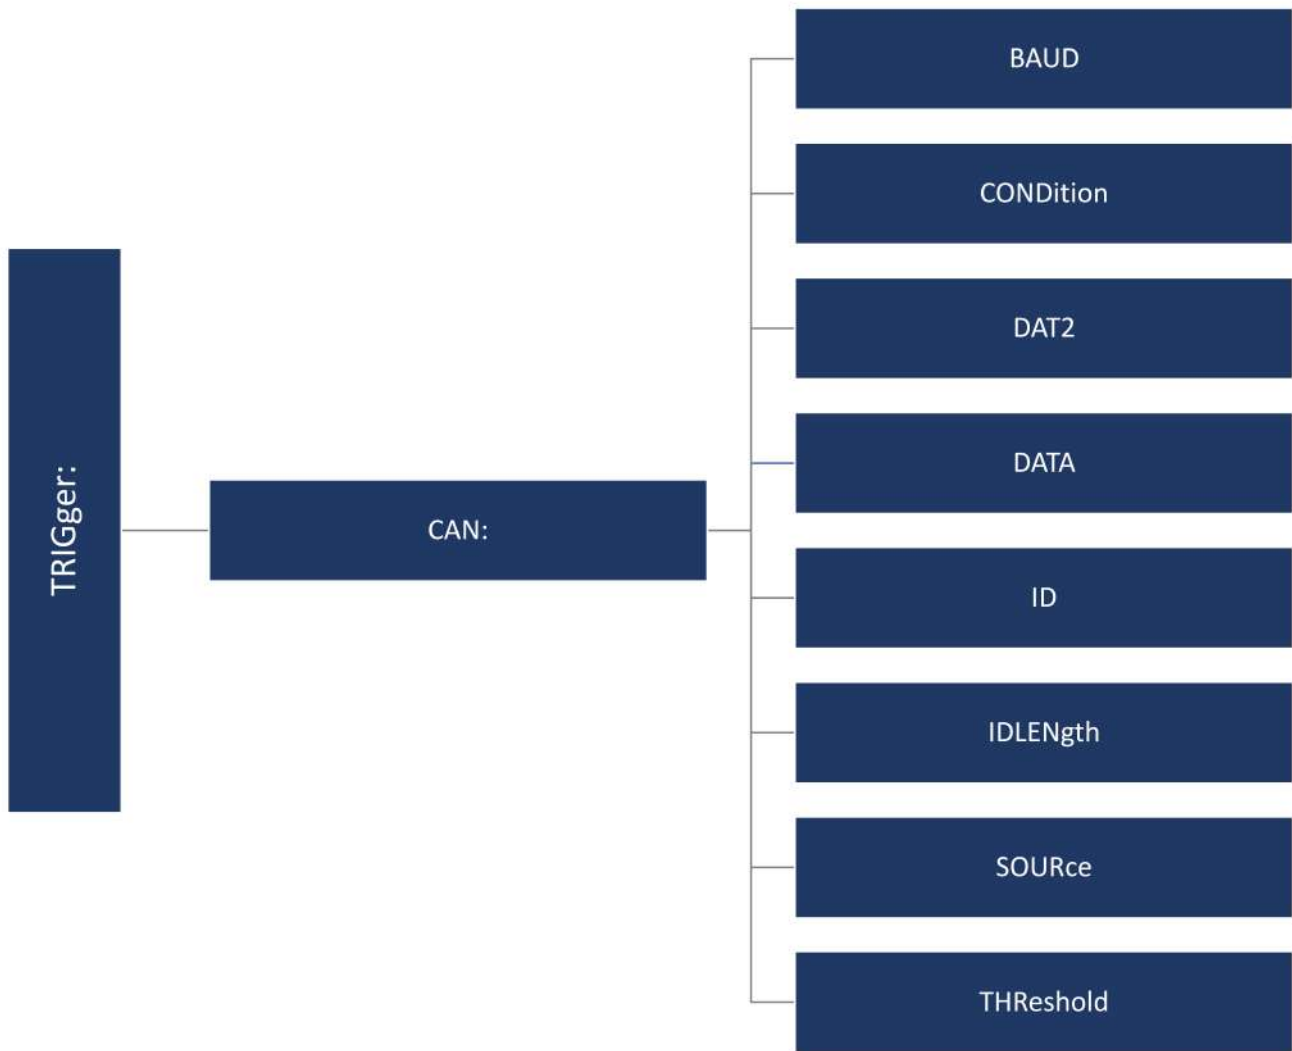 TRIGger:
CAN:
BAUD
CONDition
DAT2
DATA
ID
IDLENgth
SOURce
THReshold